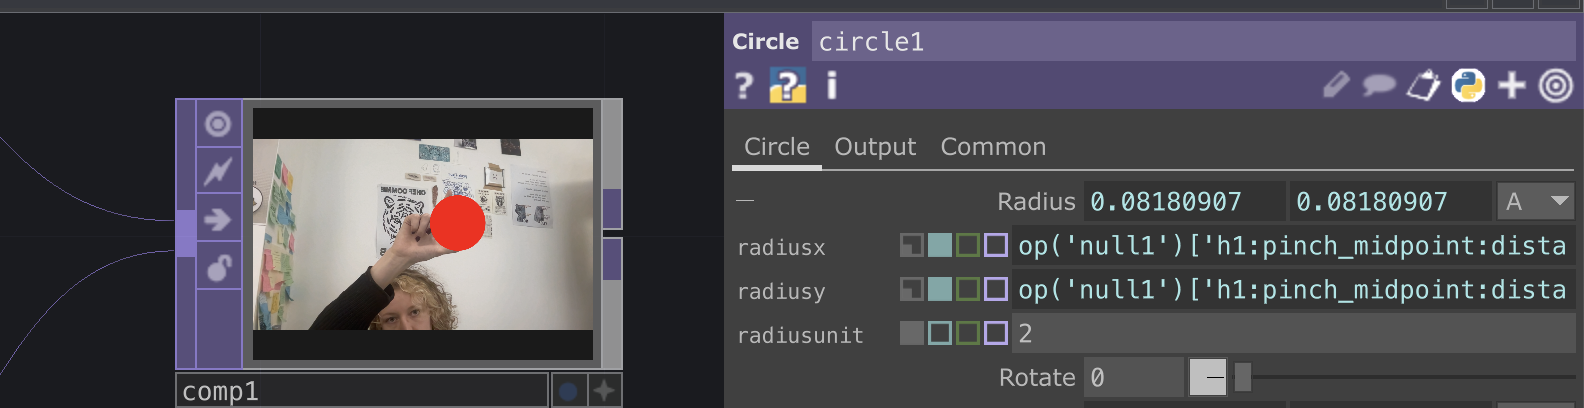 Circle circle1
? ? i
Circle Output Common
Radius 0.08180907 0.08180907 A
radiusx op('null1')['h1:pinch_midpoint:dista
radiusy op('null1')['h1:pinch_midpoint:dista
radiusunit 2
Rotate 0
comp1